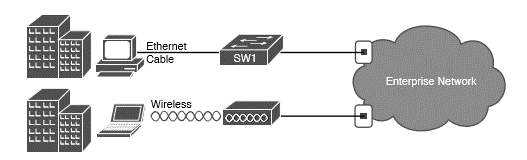 Ethernet
Cable
SW1
Enterprise Network
Wireless